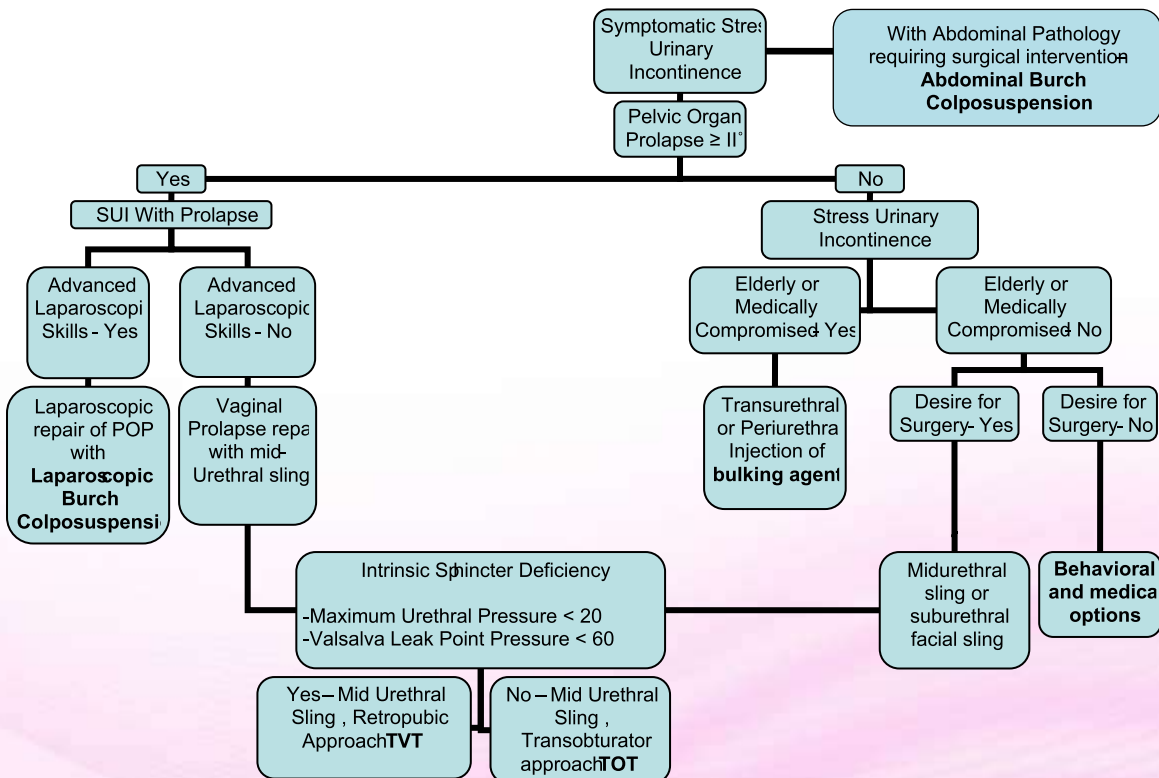 Symptomatic Stres
Urinary
Incontinence
With Abdominal Pathology
requiring surgical intervention–
Abdominal Burch
Colposuspension
Pelvic Organ
Prolapse ≥ II˚
Yes
No
SUI With Prolapse
Stress Urinary
Incontinence
Advanced
Laparoscopi
Skills - Yes
Advanced
Laparoscopic
Skills - No
Elderly or
Medically
Compromised- Yes
Elderly or
Medically
Compromised- No
Laparoscopic
repair of POP
with
Laparoscopic
Burch
Colposuspensi
Vaginal
Prolapse repa
with mid-
Urethral sling
Transurethral
or Periurethra
Injection of
bulking agent
Desire for
Surgery- Yes
Desire for
Surgery- No
Intrinsic Sphincter Deficiency
-Maximum Urethral Pressure < 20
-Valsalva Leak Point Pressure < 60
Midurethral
sling or
suburethral
facial sling
Behavioral
and medica
options
Yes – Mid Urethral
Sling , Retropubic
Approach TVT
No – Mid Urethral
Sling ,
Transobturator
approach TOT